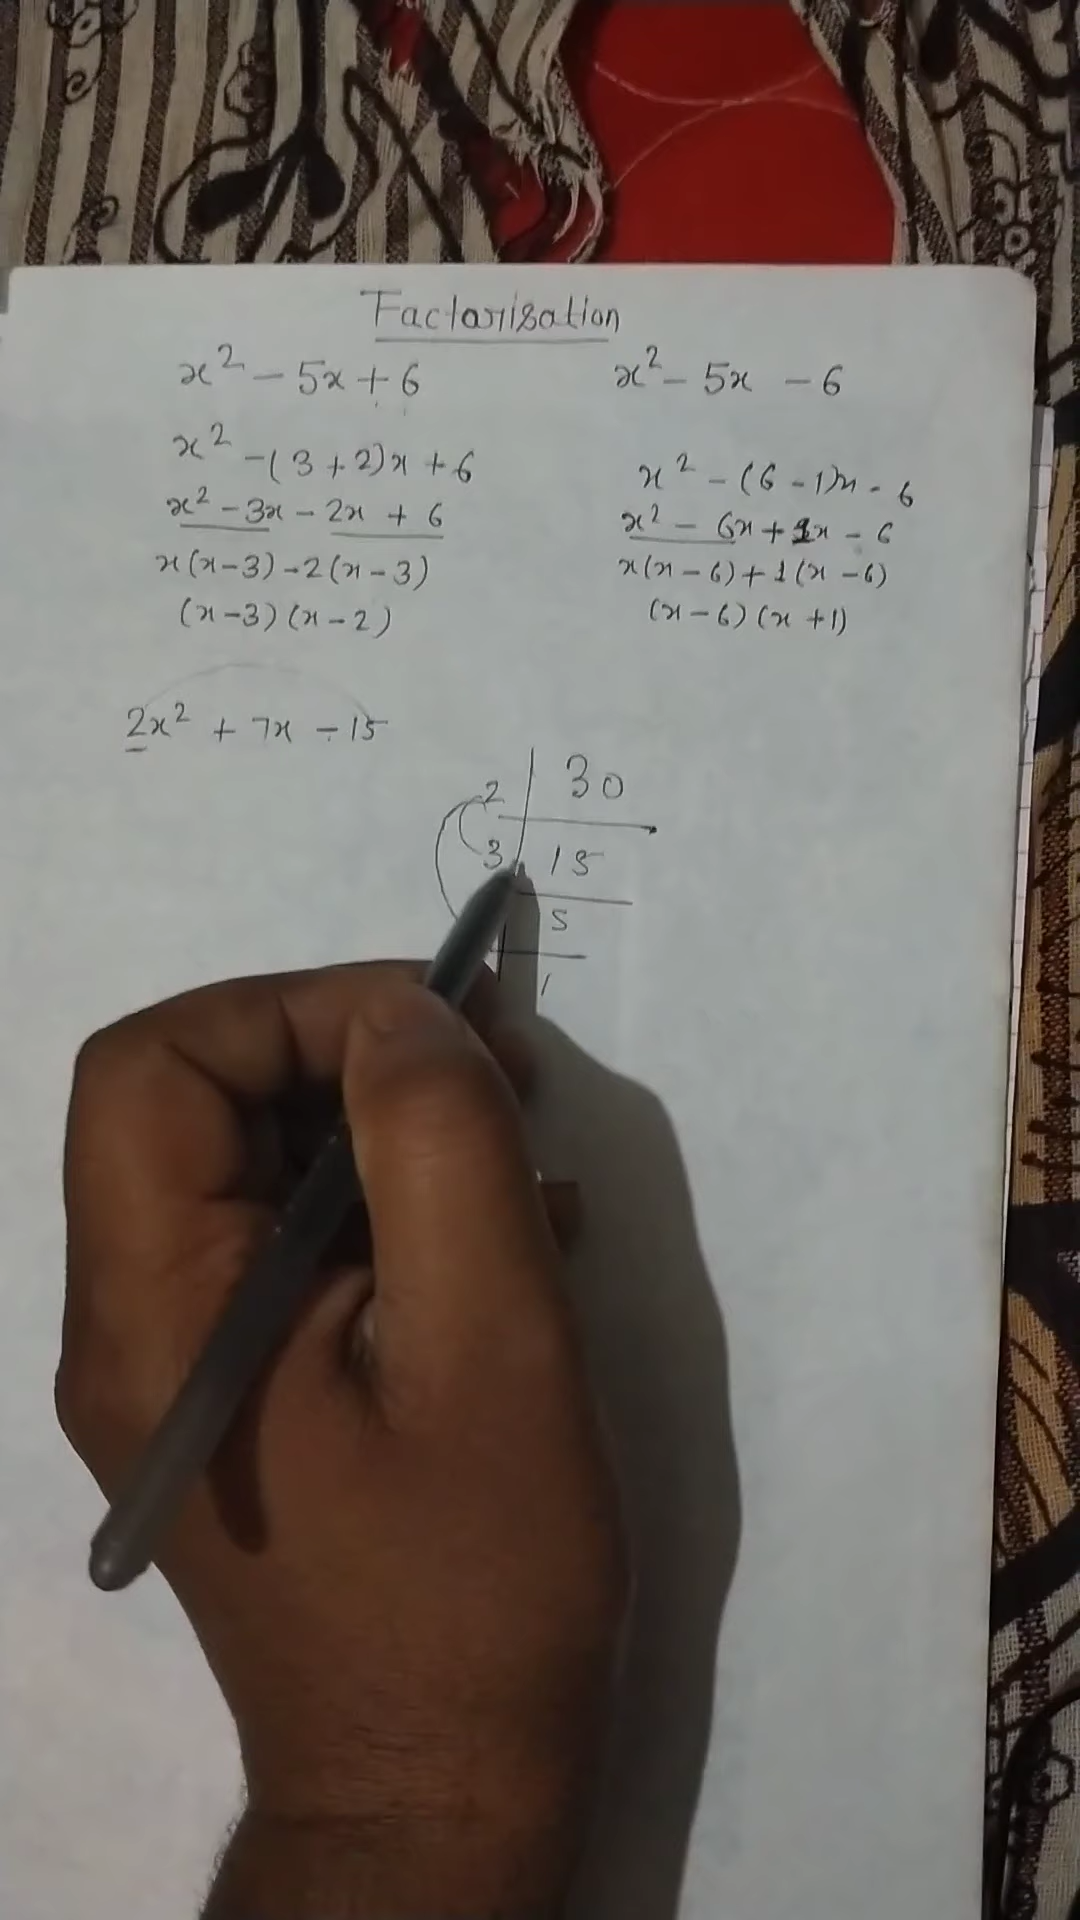 Factorisation
x² - 5x + 6
x² - (3 + 2)x + 6
x² - 3x - 2x + 6
x(x - 3) - 2(x - 3)
(x - 3)(x - 2)
x² - 5x - 6
x² - (6 - 1)x - 6
x² - 6x + 1x - 6
x(x - 6) + 1(x - 6)
(x - 6)(x + 1)
2x² + 7x - 15
2 | 30
3 | 15
5
1